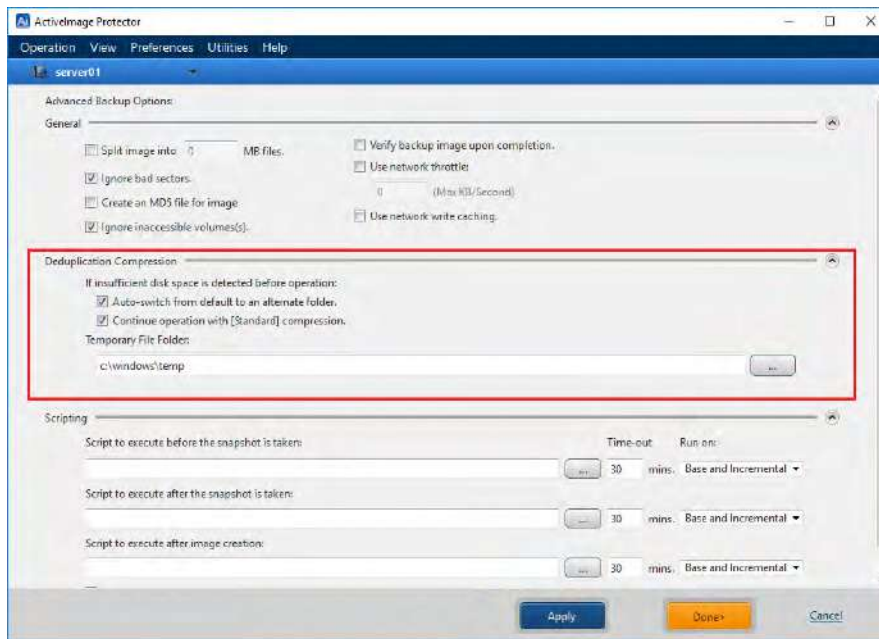 ActiveImage Protector
Operation View Preferences Utilities Help
server01
Advanced Backup Options:
General
Split image into 0 MB files.
Ignore bad sectors.
Create an MD5 file for image
Ignore inaccessible volumes(s).
Verify backup image upon completion.
Use network throttle:
0 (Max KB/Second)
Use network write caching.
Deduplication Compression
If insufficient disk space is detected before operation:
Auto-switch from default to an alternate folder.
Continue operation with [Standard] compression.
Temporary File Folder:
c:\windows\temp
...
Scripting
Script to execute before the snapshot is taken: Time-out Run on:
... 30 mins. Base and Incremental
Script to execute after the snapshot is taken:
... 30 mins. Base and Incremental
Script to execute after image creation:
... 30 mins. Base and Incremental
Apply Done> Cancel